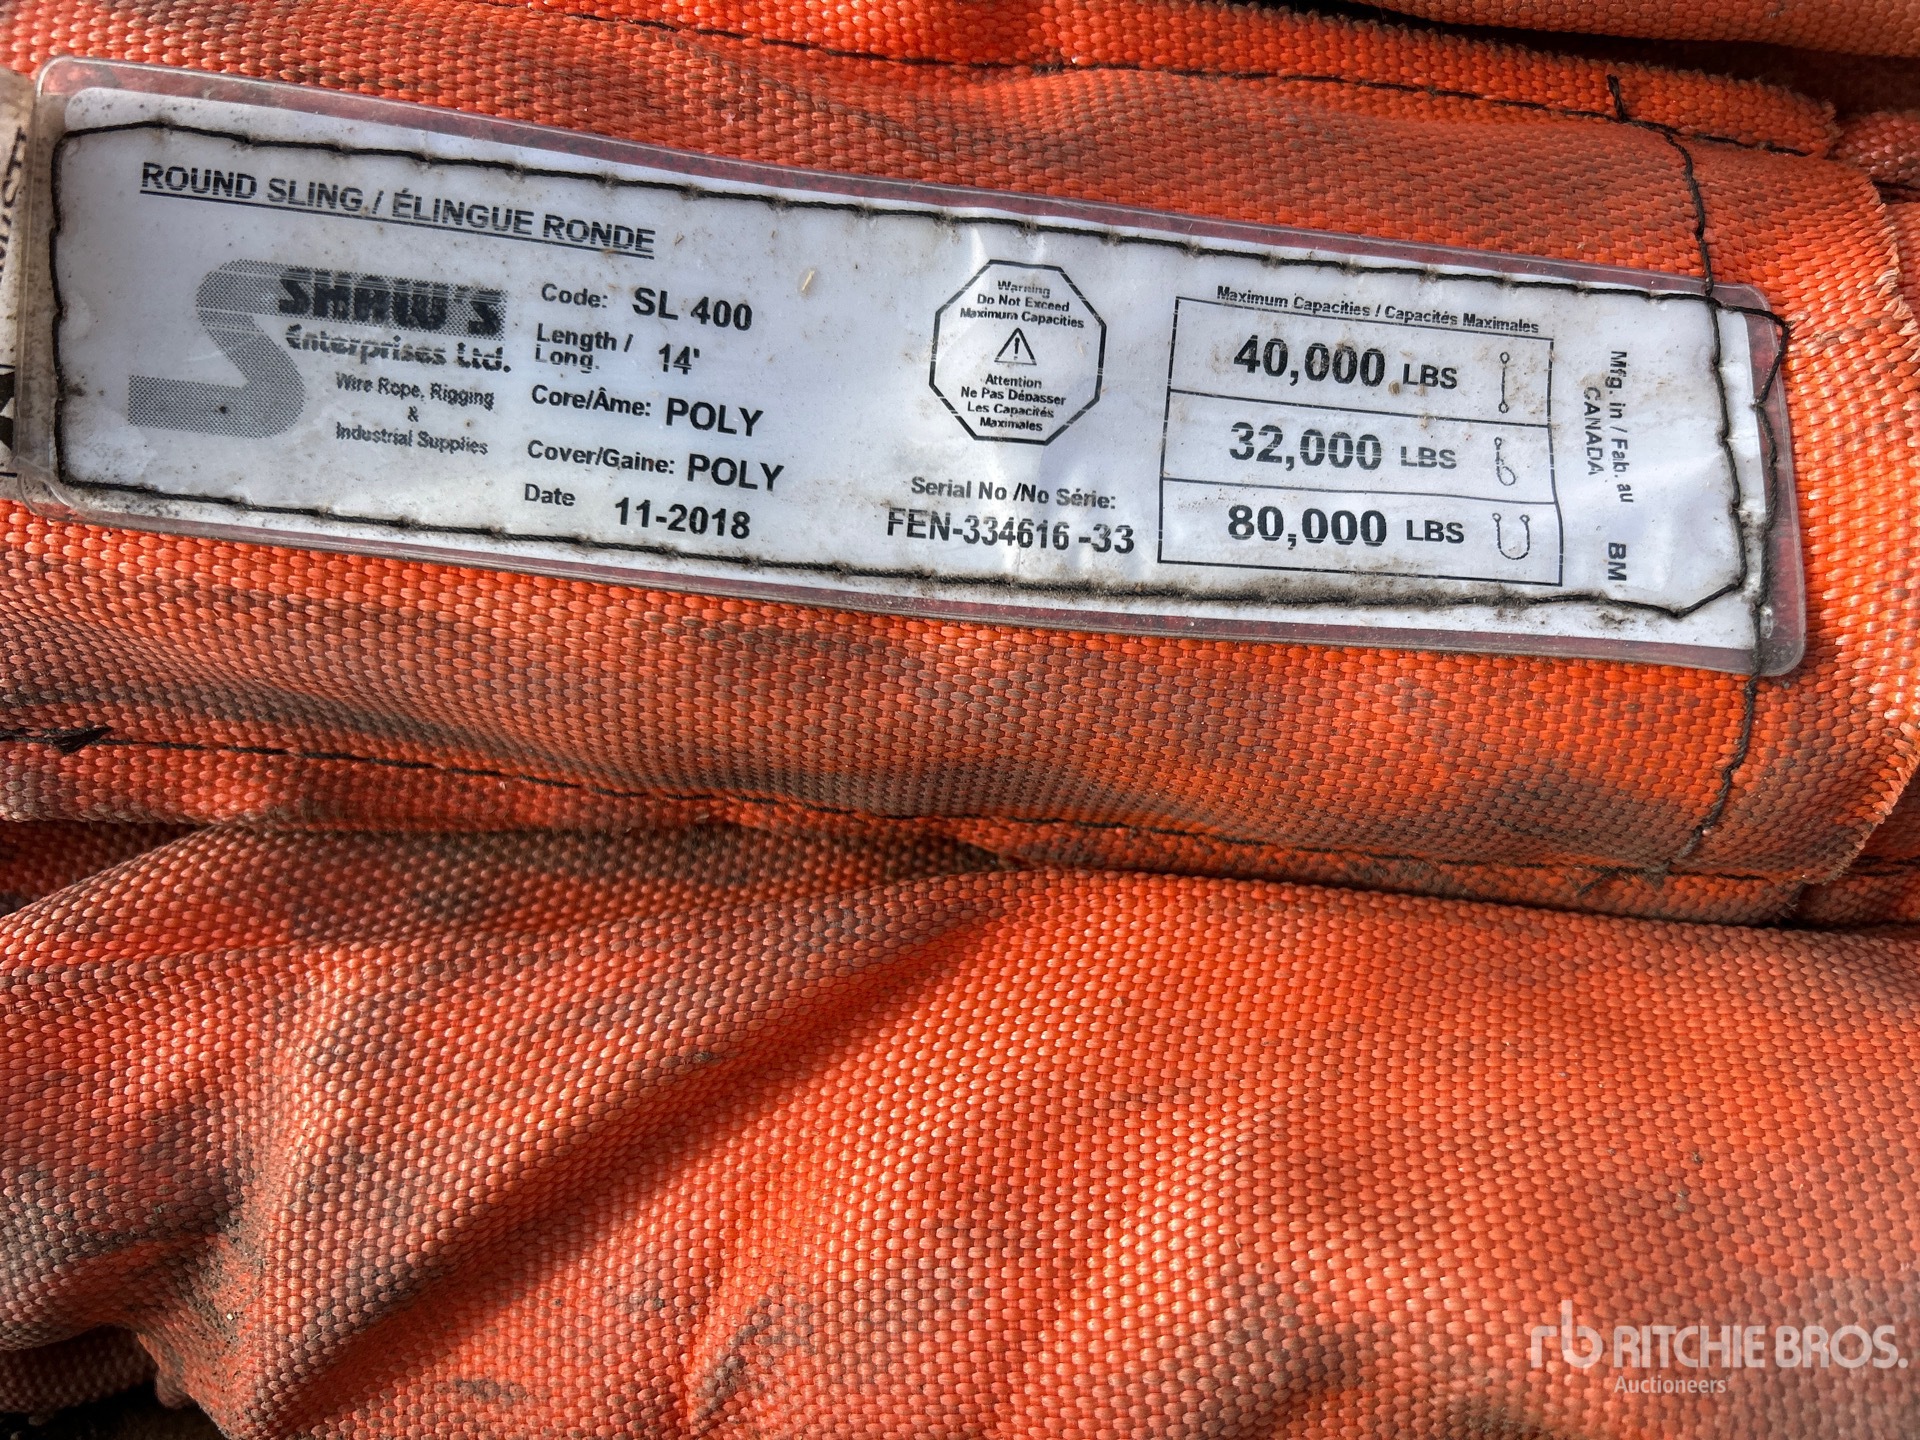 ROUND SLING / ÉLINGUE RONDE
SHAW'S
Enterprises Ltd.
Wire Rope, Rigging
&
Industrial Supplies
Code: SL 400
Length /
Long. 14'
Core/Âme: POLY
Cover/Gaine: POLY
Date 11-2018
Warning
Do Not Exceed
Maximum Capacities
Attention
Ne Pas Dépasser
Les Capacités
Maximales
Serial No /No Série:
FEN-334616 -33
Maximum Capacities / Capacités Maximales
40,000 LBS
32,000 LBS
80,000 LBS
Mfg. in / Fab. au BM
CANADA
rb RITCHIE BROS.
Auctioneers